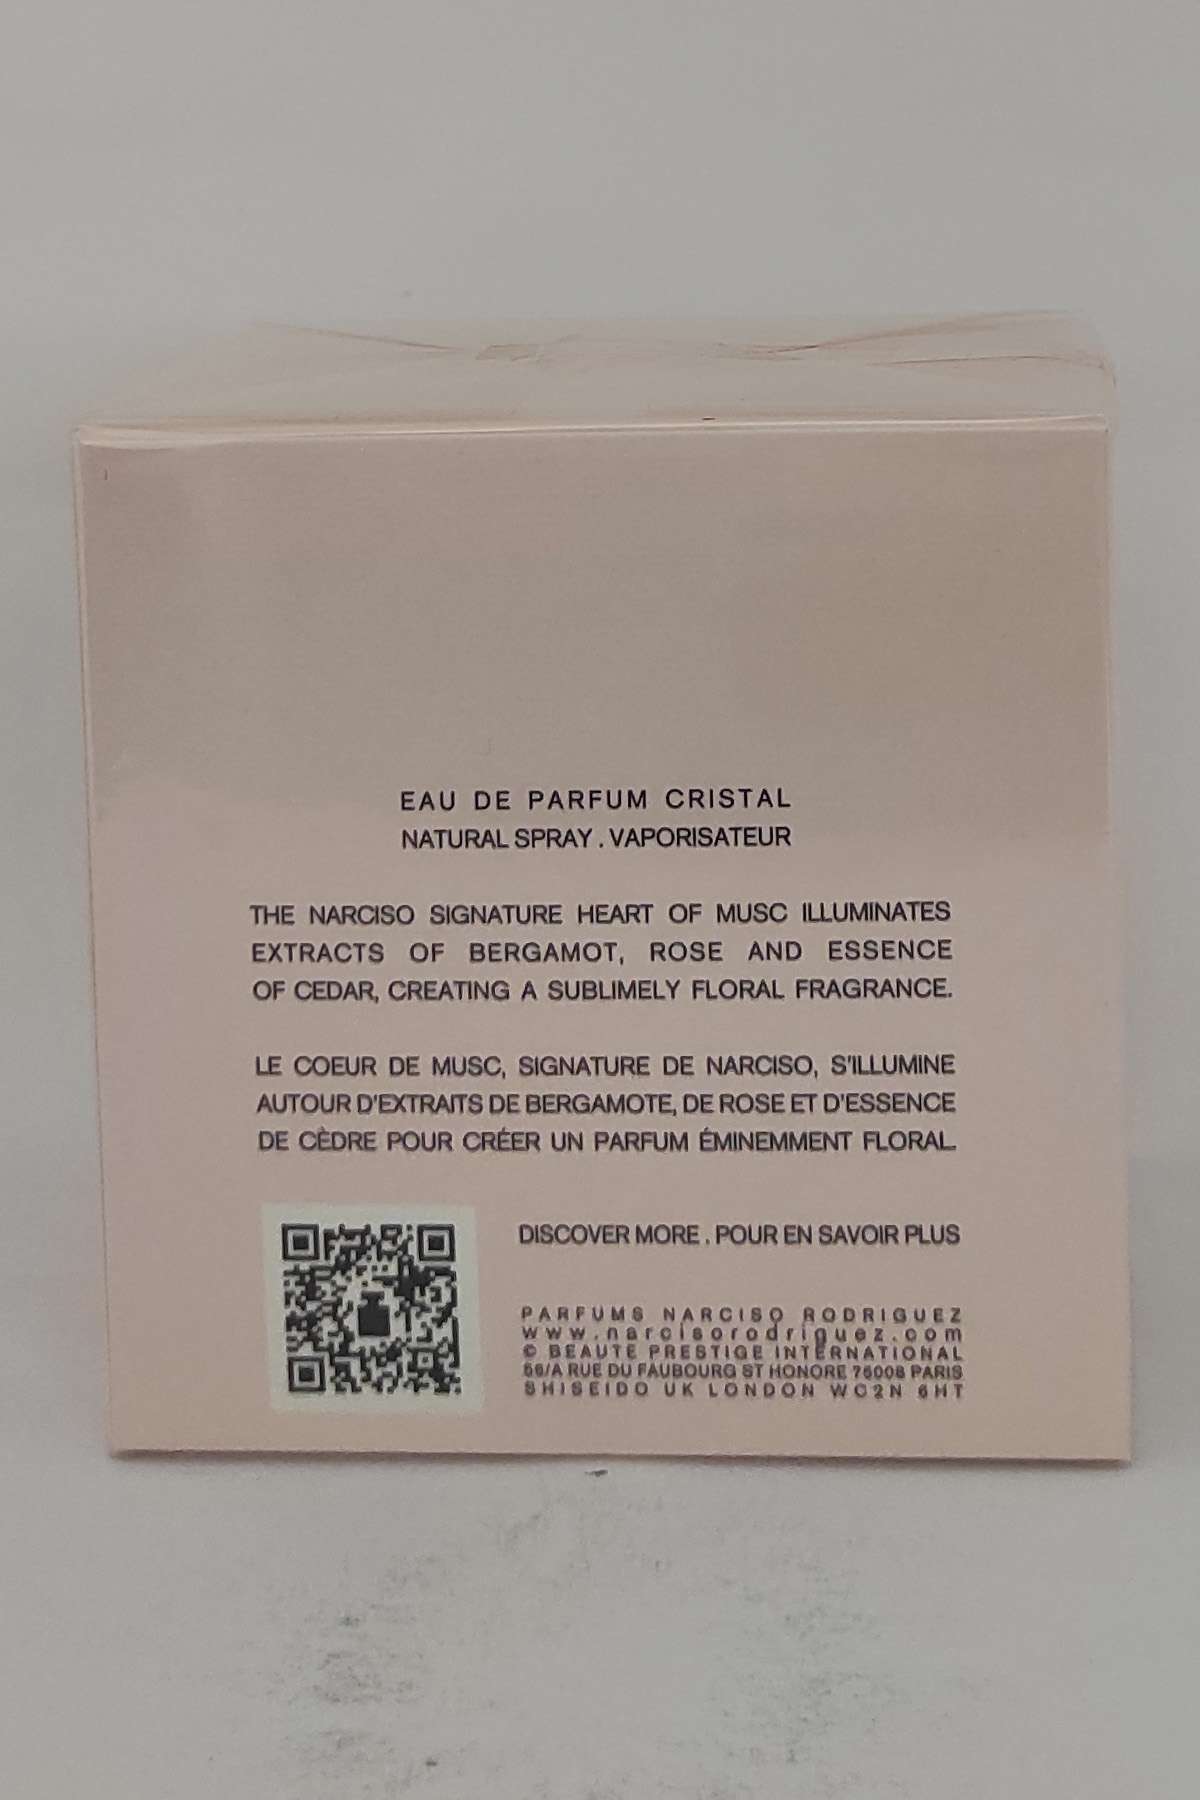 EAU DE PARFUM CRISTAL
NATURAL SPRAY . VAPORISATEUR
THE NARCISO SIGNATURE HEART OF MUSC ILLUMINATES
EXTRACTS OF BERGAMOT, ROSE AND ESSENCE
OF CEDAR, CREATING A SUBLIMELY FLORAL FRAGRANCE.
LE COEUR DE MUSC, SIGNATURE DE NARCISO, S'ILLUMINE
AUTOUR D'EXTRAITS DE BERGAMOTE, DE ROSE ET D'ESSENCE
DE CÈDRE POUR CRÉER UN PARFUM ÉMINEMMENT FLORAL.
DISCOVER MORE . POUR EN SAVOIR PLUS
PARFUMS NARCISO RODRIGUEZ
www.narcisorodriguez.com
© BEAUTE PRESTIGE INTERNATIONAL
56/A RUE DU FAUBOURG ST HONORE 75008 PARIS
SHISEIDO UK LONDON WC2N 6HT